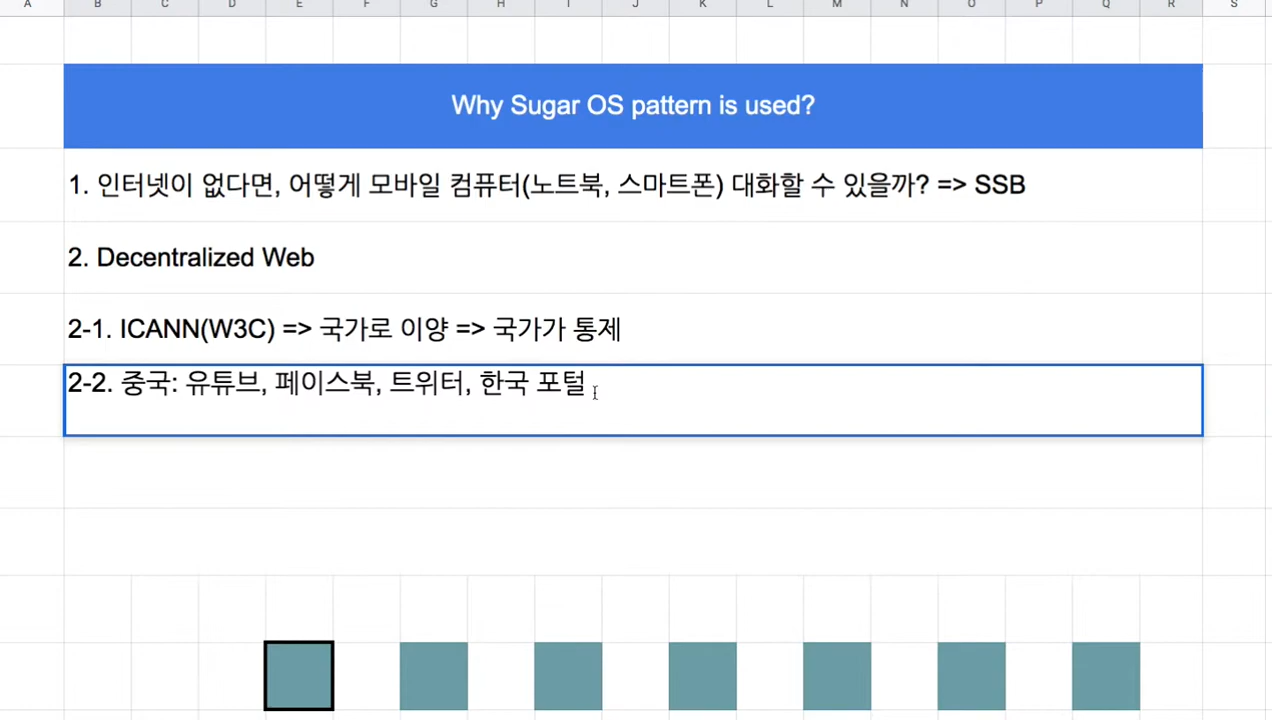 A B C D E F G H I J K L M N O P Q R S
Why Sugar OS pattern is used?
1. 인터넷이 없다면, 어떻게 모바일 컴퓨터(노트북, 스마트폰) 대화할 수 있을까? => SSB
2. Decentralized Web
2-1. ICANN(W3C) => 국가로 이양 => 국가가 통제
2-2. 중국: 유튜브, 페이스북, 트위터, 한국 포털